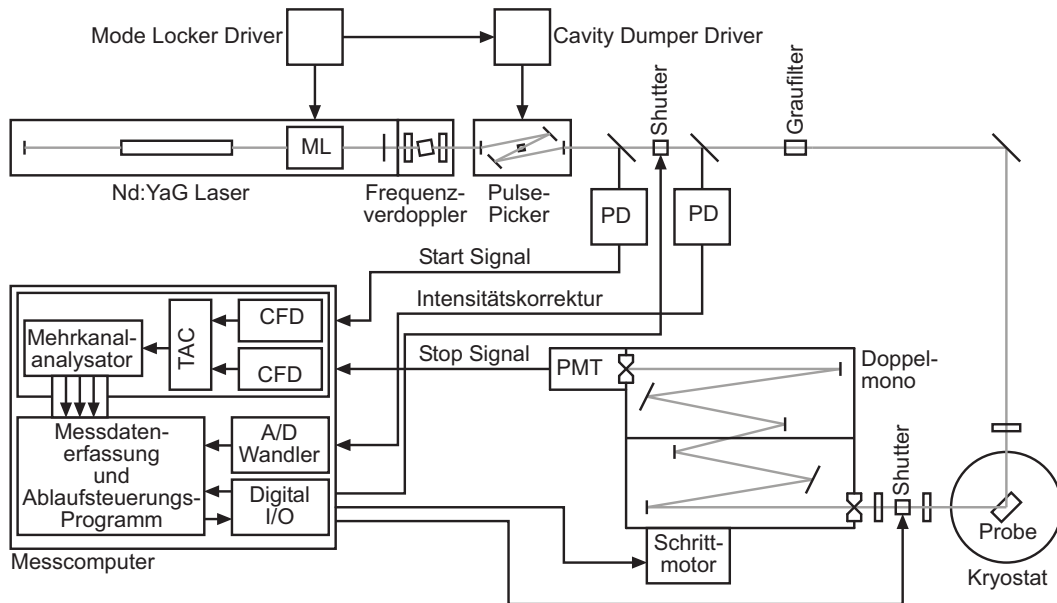 Mode Locker Driver
Cavity Dumper Driver
Shutter
Graufilter
ML
Nd:YaG Laser
Frequenz-
verdoppler
Pulse-
Picker
PD
PD
Start Signal
Intensitätskorrektur
Stop Signal
CFD
CFD
TAC
Mehrkanal-
analysator
Messdaten-
erfassung
und
Ablaufsteuerungs-
Programm
A/D
Wandler
Digital
I/O
Messcomputer
PMT
Doppel-
mono
Schritt-
motor
Shutter
Probe
Kryostat